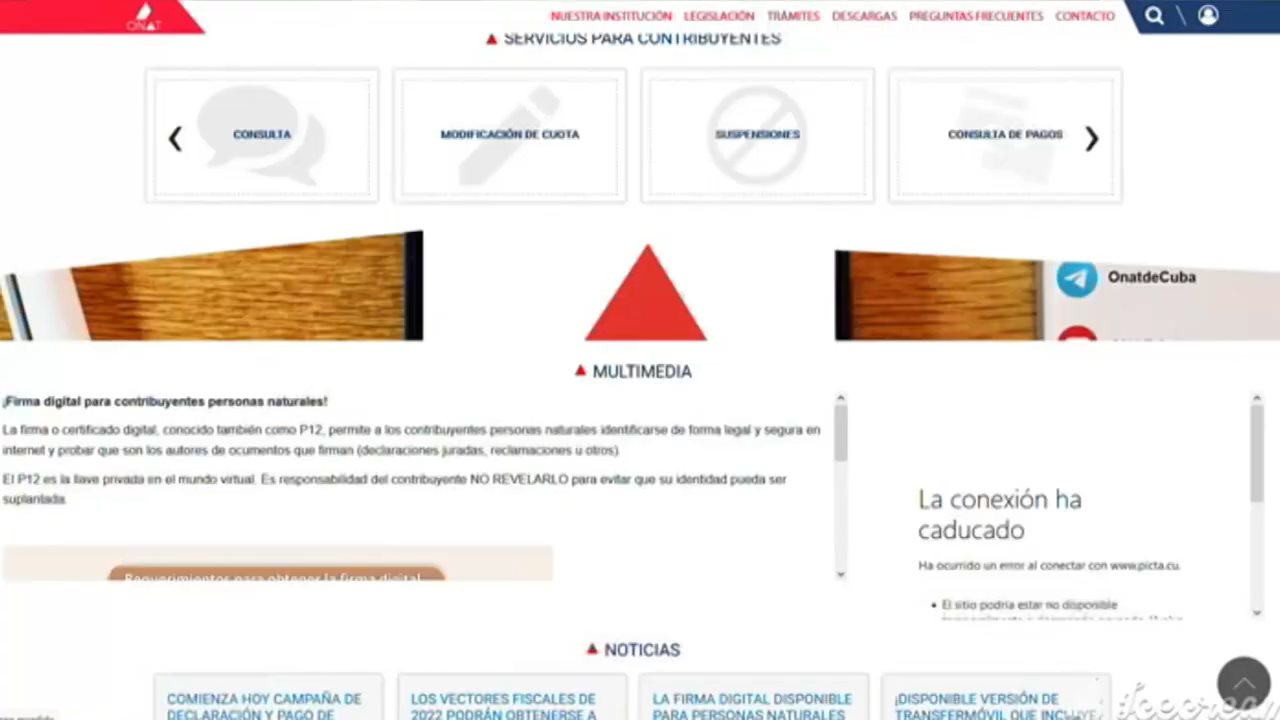 ONAT
NUESTRA INSTITUCIÓN LEGISLACIÓN TRÁMITES DESCARGAS PREGUNTAS FRECUENTES CONTACTO
SERVICIOS PARA CONTRIBUYENTES
CONSULTA
MODIFICACIÓN DE CUOTA
SUSPENSIONES
CONSULTA DE PAGOS
OnatdeCuba
MULTIMEDIA
¡Firma digital para contribuyentes personas naturales!
La firma o certificado digital, conocido también como P12, permite a los contribuyentes personas naturales identificarse de forma legal y segura en
internet y probar que son los autores de ocumentos que firman (declaraciones juradas, reclamaciones u otros)
El P12 es la llave privada en el mundo virtual. Es responsabilidad del contribuyente NO REVELARLO para evitar que su identidad pueda ser
suplantada.
Requerimientos para obtener la firma digital
La conexión ha
caducado
Ha ocurrido un error al conectar con www.picta.cu.
• El sitio podría estar no disponible
NOTICIAS
COMIENZA HOY CAMPAÑA DE
DECLARACIÓN Y PAGO DE
LOS VECTORES FISCALES DE
2022 PODRÁN OBTENERSE A
LA FIRMA DIGITAL DISPONIBLE
PARA PERSONAS NATURALES
¡DISPONIBLE VERSIÓN DE
TRANSFERMÓVIL QUE INCLUYE